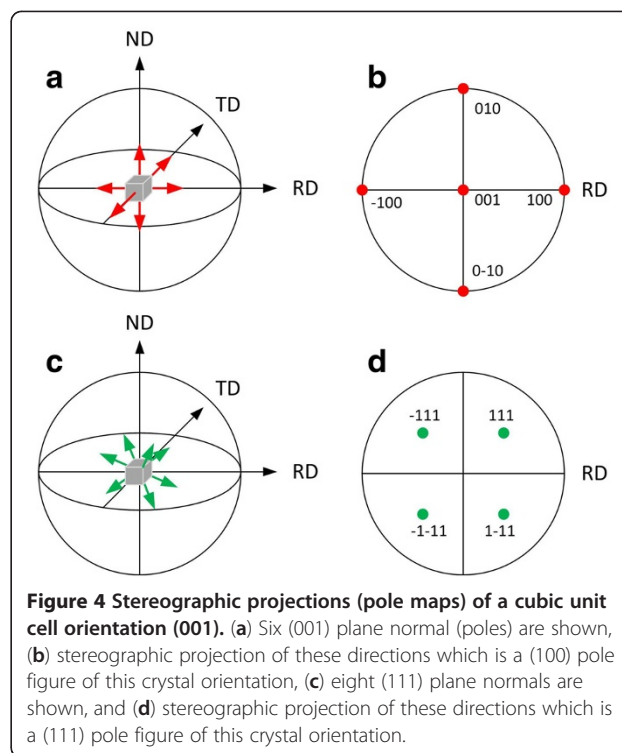 ND
a
TD
RD
b
010
-100
001
100
RD
0-10
ND
c
TD
RD
d
-111
111
RD
-1-11
1-11
Figure 4 Stereographic projections (pole maps) of a cubic unit
cell orientation (001). (a) Six (001) plane normal (poles) are shown,
(b) stereographic projection of these directions which is a (100) pole
figure of this crystal orientation, (c) eight (111) plane normals are
shown, and (d) stereographic projection of these directions which is
a (111) pole figure of this crystal orientation.